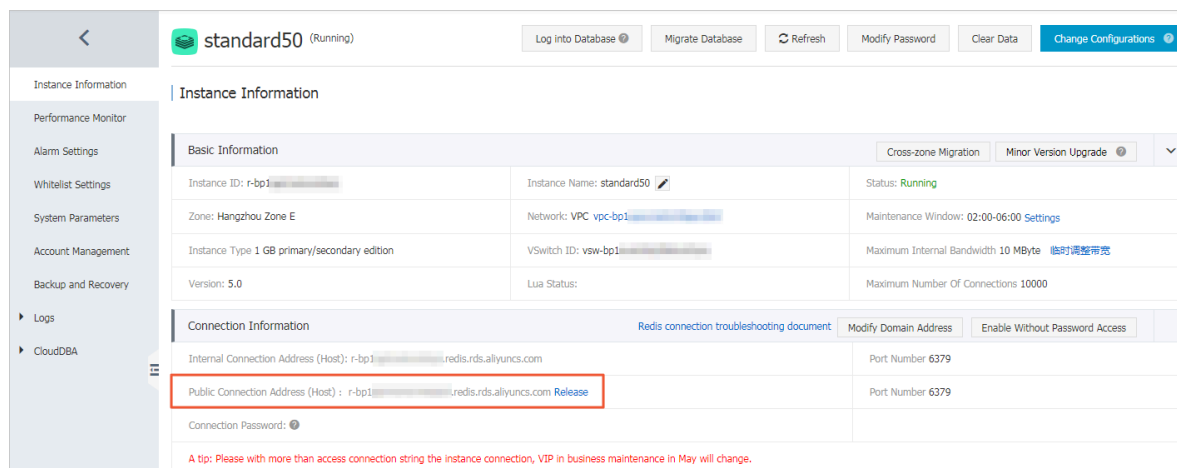 standard50 (Running)
Log into Database
Migrate Database
Refresh
Modify Password
Clear Data
Change Configurations
Instance Information
Performance Monitor
Alarm Settings
Whitelist Settings
System Parameters
Account Management
Backup and Recovery
Logs
CloudDBA
Instance Information
Basic Information
Cross-zone Migration
Minor Version Upgrade
Instance ID: r-bp1
Instance Name: standard50
Status: Running
Zone: Hangzhou Zone E
Network: VPC vpc-bp1
Maintenance Window: 02:00-06:00 Settings
Instance Type 1 GB primary/secondary edition
VSwitch ID: vsw-bp1
Maximum Internal Bandwidth 10 MByte 临时调整带宽
Version: 5.0
Lua Status:
Maximum Number Of Connections 10000
Connection Information
Redis connection troubleshooting document
Modify Domain Address
Enable Without Password Access
Internal Connection Address (Host): r-bp1 .redis.rds.aliyuncs.com
Port Number 6379
Public Connection Address (Host) : r-bp1 .redis.rds.aliyuncs.com Release
Port Number 6379
Connection Password:
A tip: Please with more than access connection string the instance connection, VIP in business maintenance in May will change.